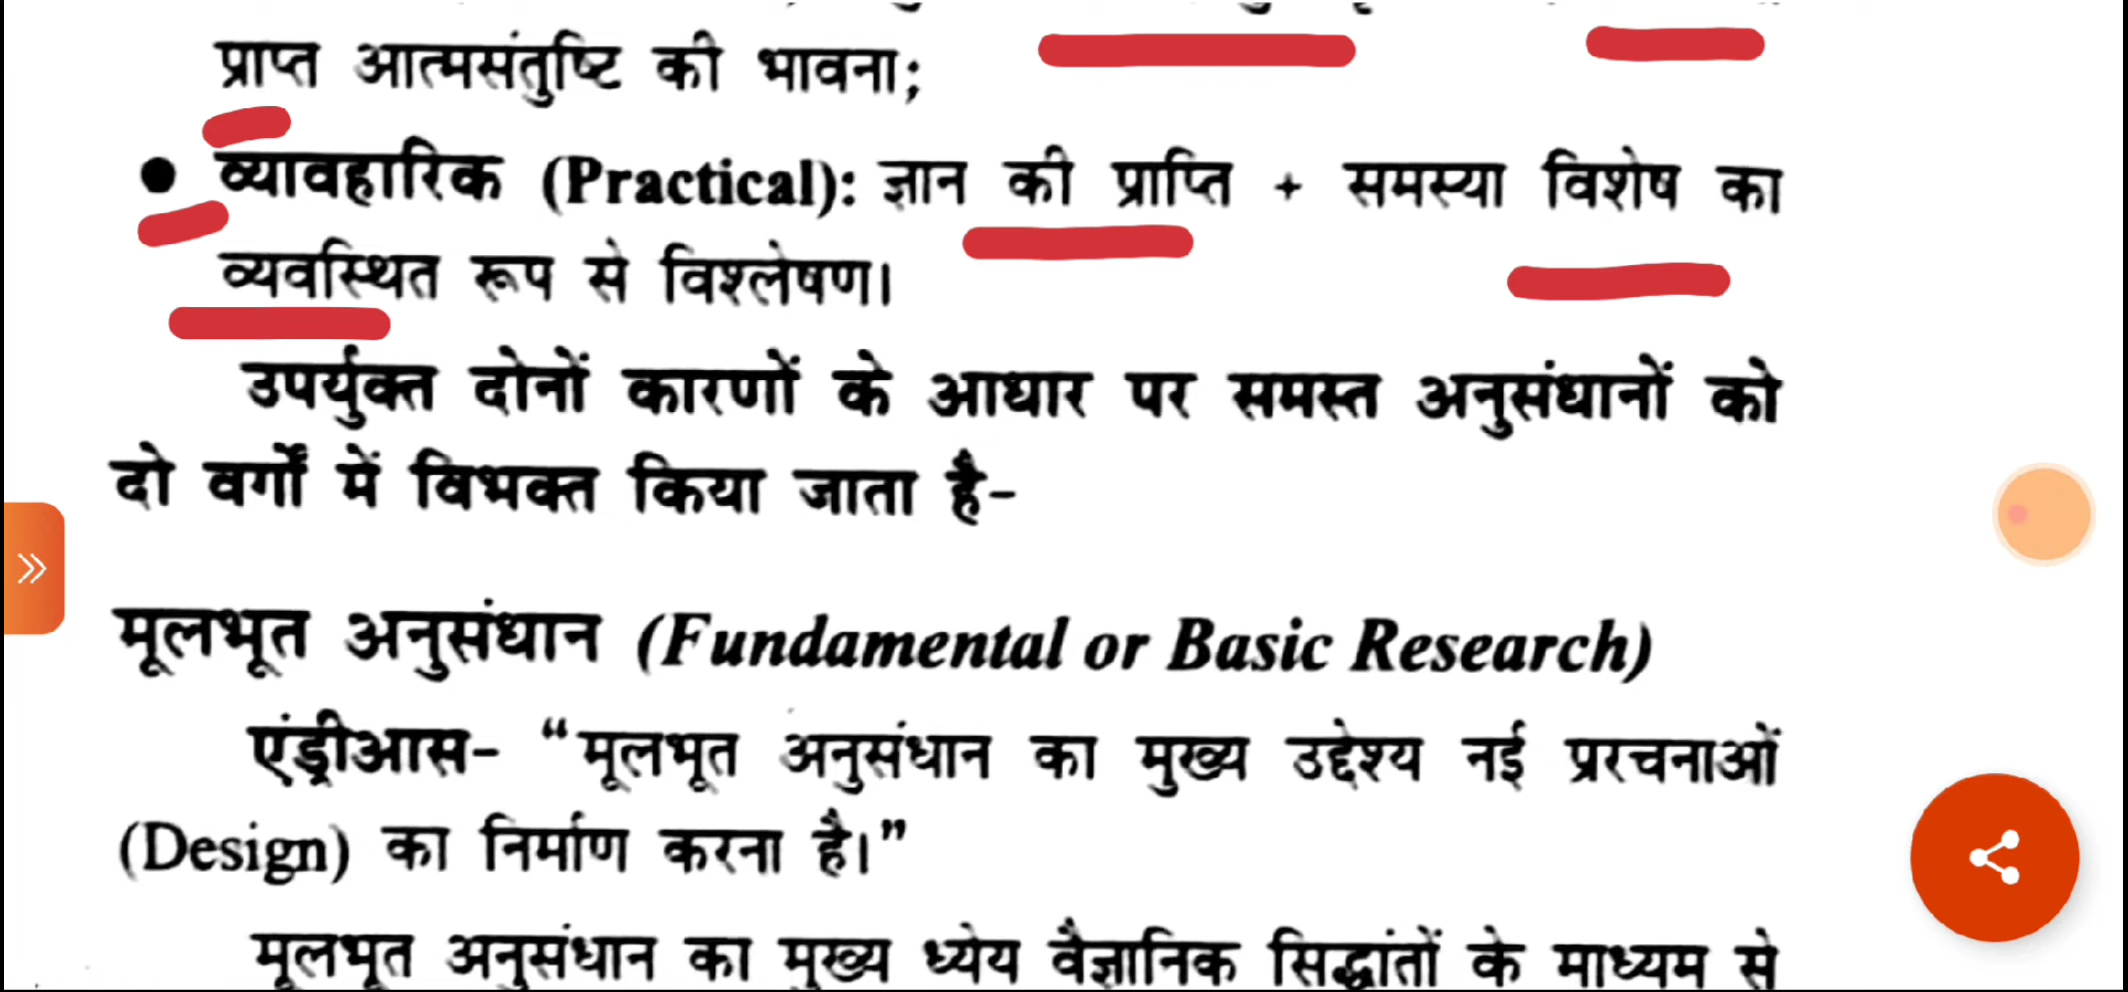 प्राप्त आत्मसंतुष्टि की भावना;
● व्यावहारिक (Practical): ज्ञान की प्राप्ति + समस्या विशेष का
व्यवस्थित रूप से विश्लेषण।
उपर्युक्त दोनों कारणों के आधार पर समस्त अनुसंधानों को
दो वर्गों में विभक्त किया जाता है-
मूलभूत अनुसंधान (Fundamental or Basic Research)
एंड्रीआस- “मूलभूत अनुसंधान का मुख्य उद्देश्य नई प्ररचनाओं
(Design) का निर्माण करना है।”
मूलभूत अनुसंधान का मुख्य ध्येय वैज्ञानिक सिद्धांतों के माध्यम से